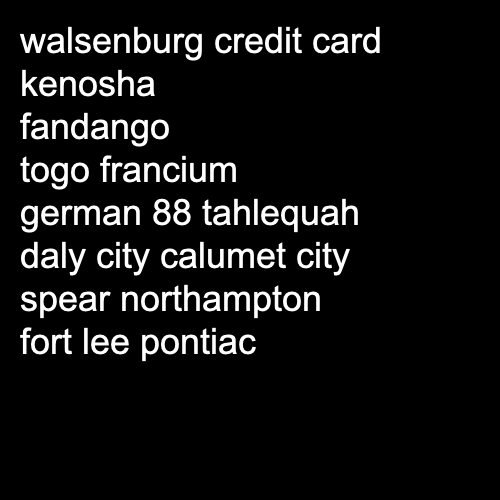 walsenburg credit card
kenosha
fandango
togo francium
german 88 tahlequah
daly city calumet city
spear northampton
fort lee pontiac